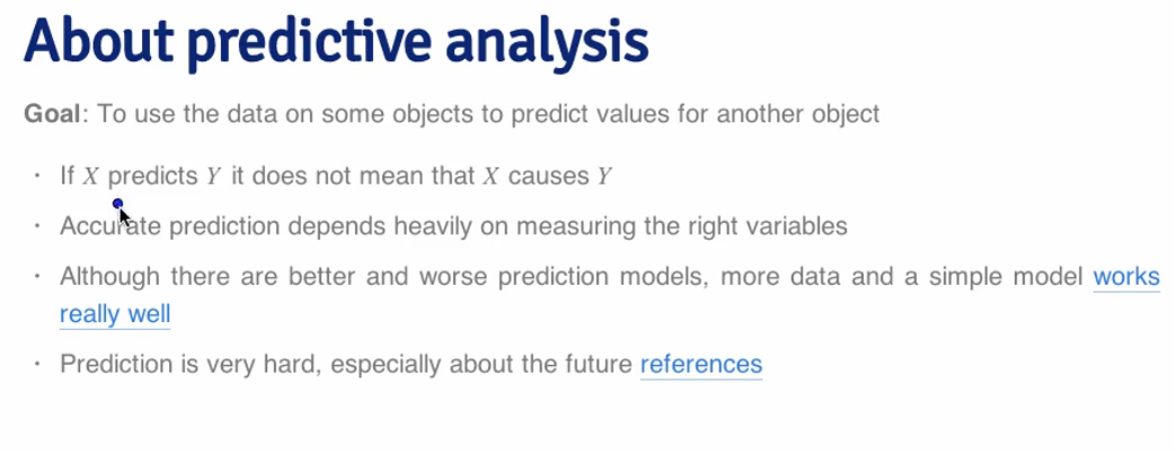 About predictive analysis
Goal: To use the data on some objects to predict values for another object
· If X predicts Y it does not mean that X causes Y
· Accurate prediction depends heavily on measuring the right variables
· Although there are better and worse prediction models, more data and a simple model works
really well
· Prediction is very hard, especially about the future references